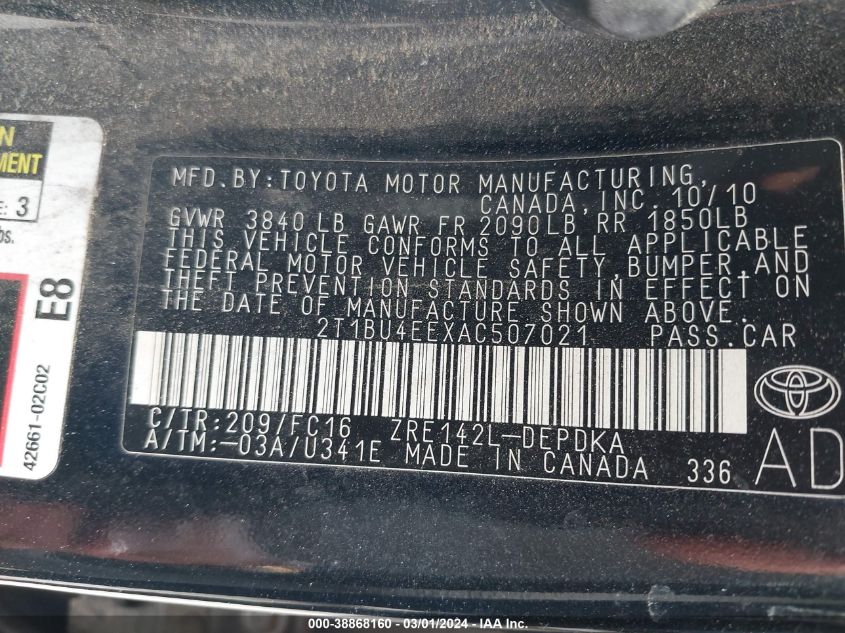 N
MENT
E: 3
bs.
E8
42661-02C02
MFD.BY:TOYOTA MOTOR MANUFACTURING,
CANADA, INC. 10/10
GVWR 3840 LB GAWR FR 2090LB RR 1850LB
THIS VEHICLE CONFORMS TO ALL APPLICABLE
FEDERAL MOTOR VEHICLE SAFETY,BUMPER,AND
THEFT PREVENTION STANDARDS IN EFFECT ON
THE DATE OF MANUFACTURE SHOWN ABOVE.
2T1BU4EEXAC507021 PASS.CAR
C/TR:209/FC16 ZRE142L-DEPDKA
A/TM:-03A/U341E MADE IN CANADA 336
AD
000-38868160 — 03/01/2024 — IAA Inc.